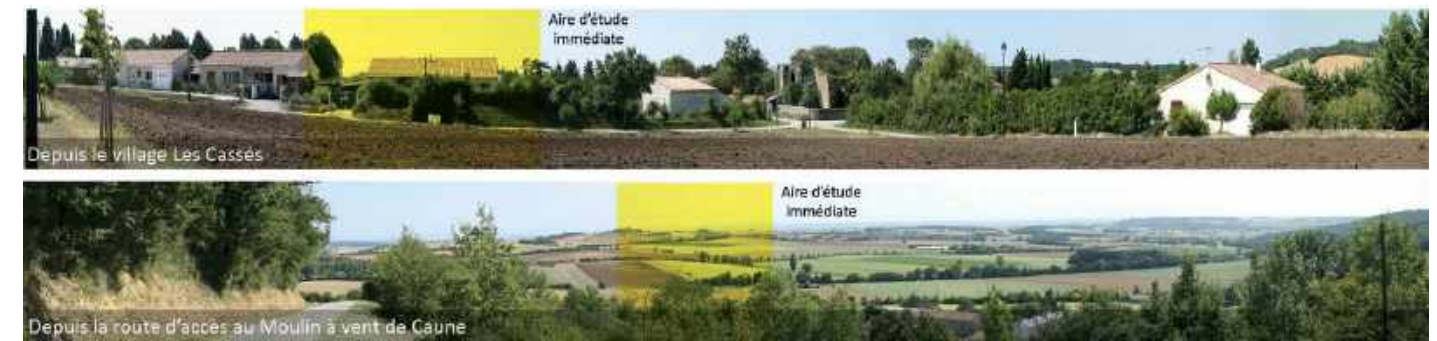 Aire d'étude
immédiate
Depuis le village Les Cassés
Aire d'étude
immédiate
Depuis la route d'accès au Moulin à vent de Caune